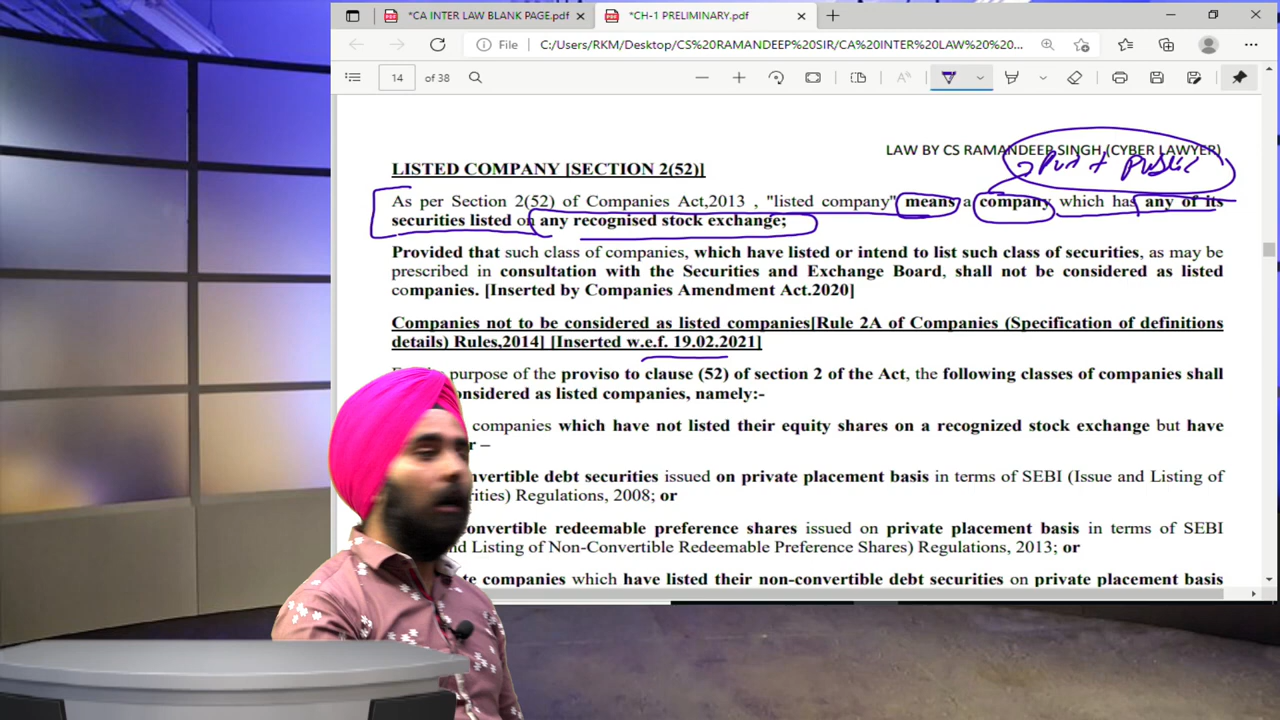 *CA INTER LAW BLANK PAGE.pdf
*CH-1 PRELIMINARY.pdf
File C:/Users/RKM/Desktop/CS%20RAMANDEEP%20SIR/CA%20INTER%20LAW%20%20...
14 of 38
LAW BY CS RAMANDEEP SINGH (CYBER LAWYER)
public
LISTED COMPANY [SECTION 2(52)]
As per Section 2(52) of Companies Act,2013 , "listed company" means a company which has any of its
securities listed on any recognised stock exchange;
Provided that such class of companies, which have listed or intend to list such class of securities, as may be
prescribed in consultation with the Securities and Exchange Board, shall not be considered as listed
companies. [Inserted by Companies Amendment Act.2020]
Companies not to be considered as listed companies[Rule 2A of Companies (Specification of definitions
details) Rules,2014] [Inserted w.e.f. 19.02.2021]
purpose of the proviso to clause (52) of section 2 of the Act, the following classes of companies shall
onsidered as listed companies, namely:-
companies which have not listed their equity shares on a recognized stock exchange but have
r –
nvertible debt securities issued on private placement basis in terms of SEBI (Issue and Listing of
rities) Regulations, 2008; or
convertible redeemable preference shares issued on private placement basis in terms of SEBI
nd Listing of Non-Convertible Redeemable Preference Shares) Regulations, 2013; or
te companies which have listed their non-convertible debt securities on private placement basis